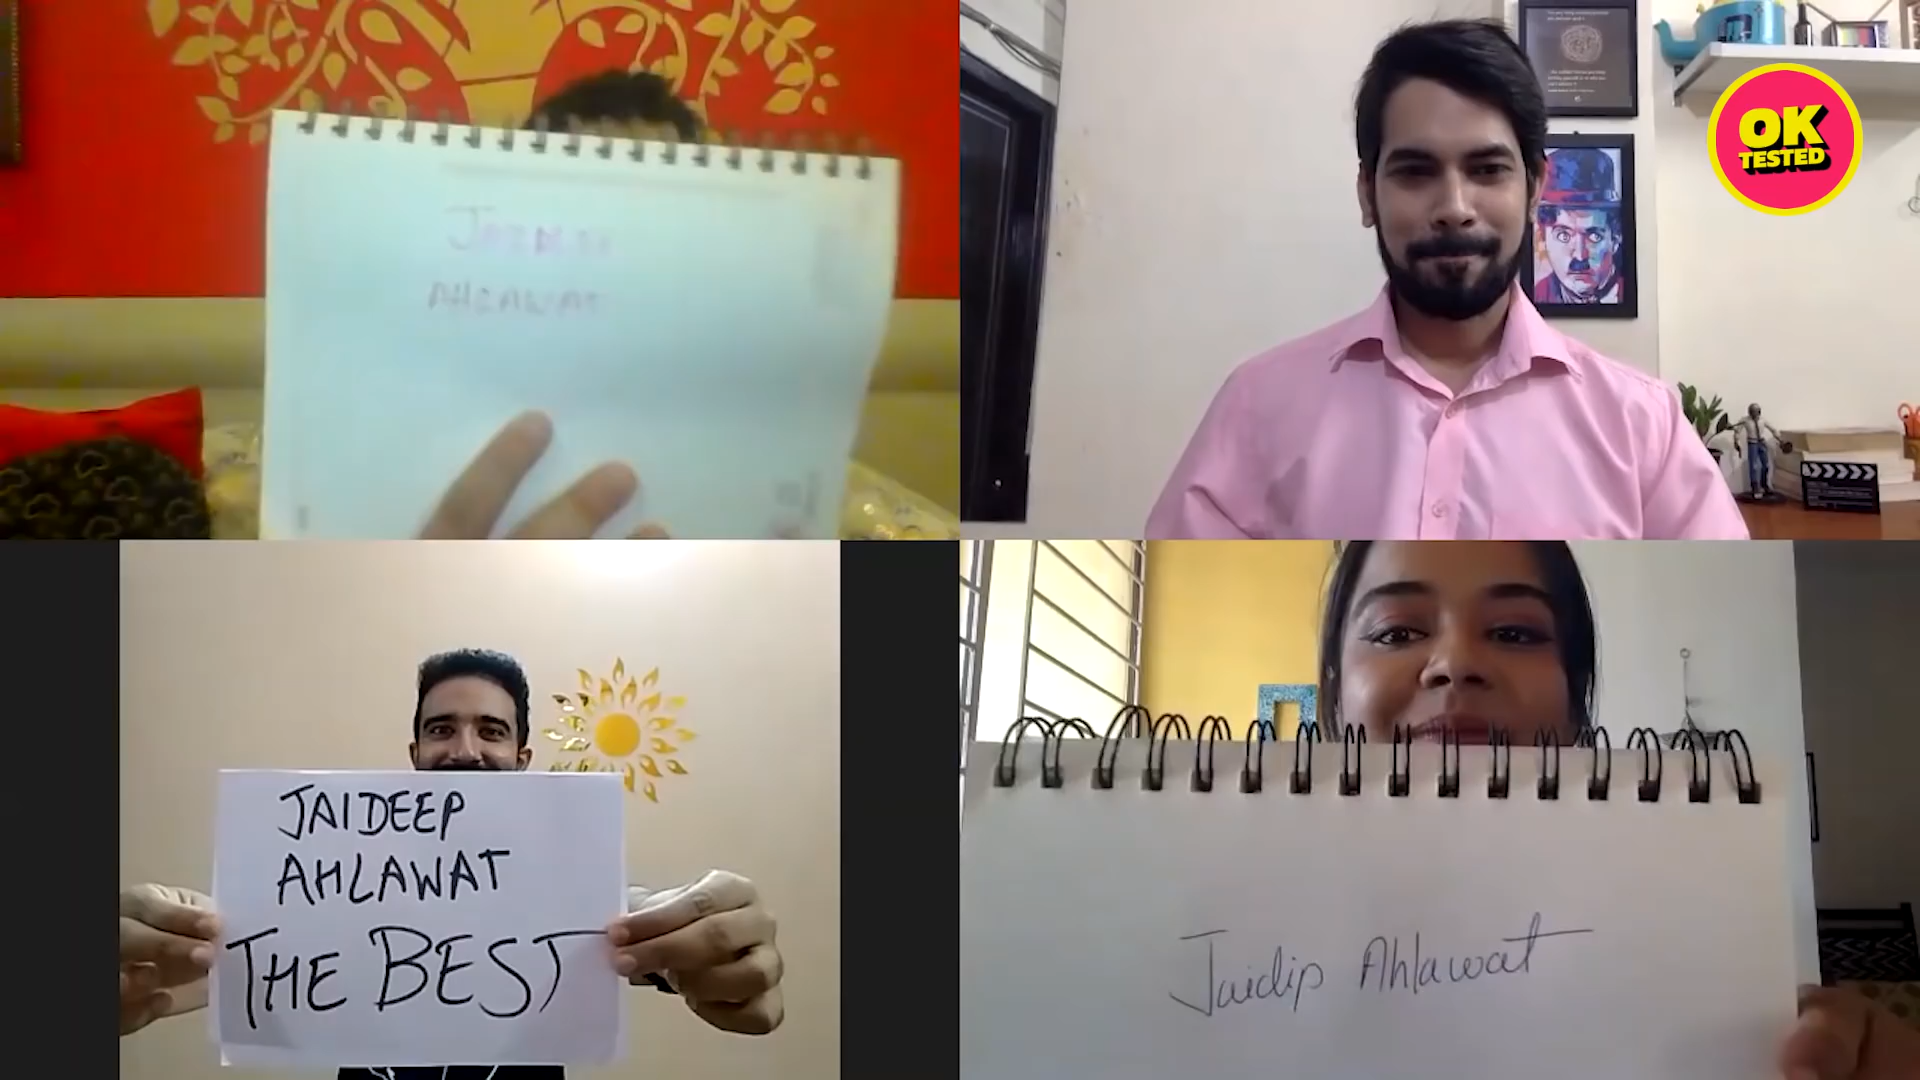 JAIDEEP
AHLAWAT
OK
TESTED
JAIDEEP
AHLAWAT
THE BEST
Jaidip Ahlawat